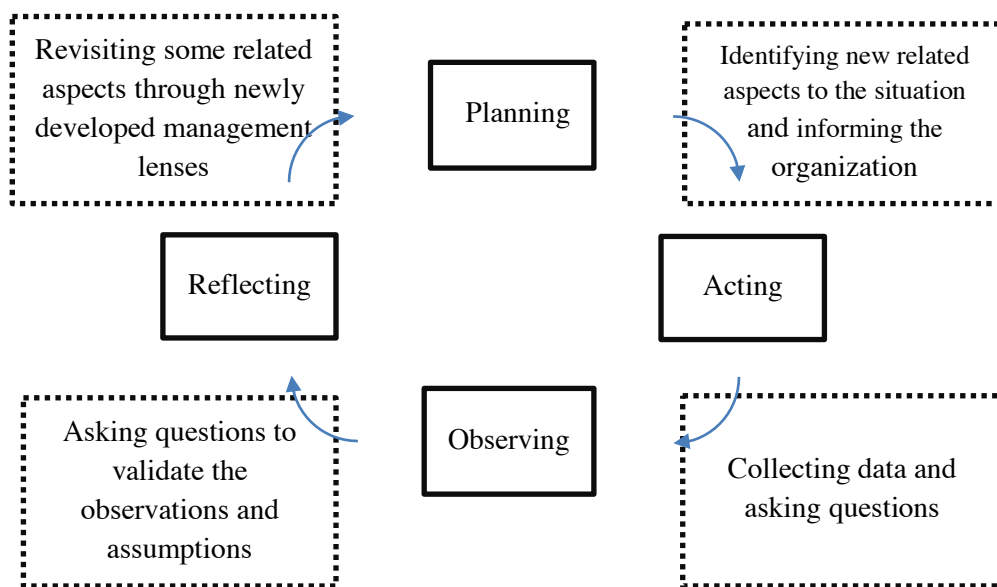 Revisiting some related
aspects through newly
developed management
lenses
Planning
Identifying new related
aspects to the situation
and informing the
organization
Reflecting
Acting
Asking questions to
validate the
observations and
assumptions
Observing
Collecting data and
asking questions